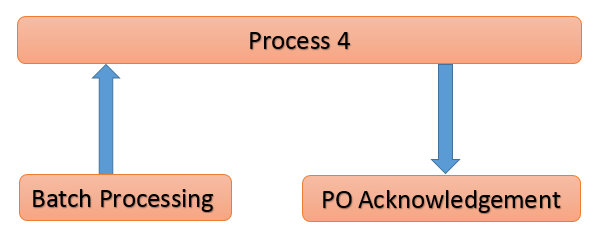 Process 4
Batch Processing
PO Acknowledgement